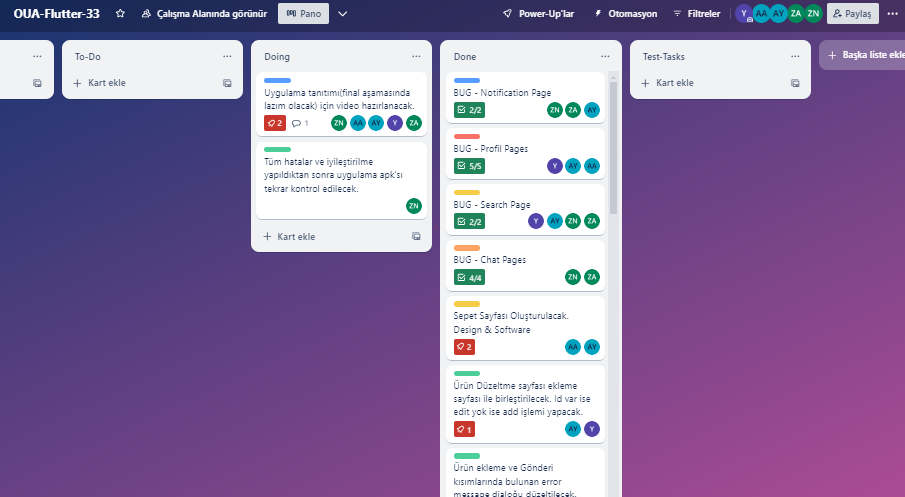 OUA-Flutter-33
Çalışma Alanında görünür
Pano
Power-Up'lar
Otomasyon
Filtreler
Y
AA
AY
ZA
ZN
Paylaş
To-Do
Kart ekle
Doing
Uygulama tanıtımı(final aşamasında
lazım olacak) için video hazırlanacak.
2
1
ZN
AA
AY
Y
ZA
Tüm hatalar ve iyileştirilme
yapıldıktan sonra uygulama apk'sı
tekrar kontrol edilecek.
ZN
Kart ekle
Done
BUG - Notification Page
2/2
ZN
ZA
AY
BUG - Profil Pages
5/5
Y
AY
AA
BUG - Search Page
2/2
Y
AY
ZN
ZA
BUG - Chat Pages
4/4
ZN
ZA
Sepet Sayfası Oluşturulacak.
Design & Software
2
AA
AY
Ürün Düzeltme sayfası ekleme
sayfası ile birleştirilecek. Id var ise
edit yok ise add işlemi yapacak.
1
AY
Y
Ürün ekleme ve Gönderi
kısımlarında bulunan error
message dialoğu düzeltilecek.
Test-Tasks
Kart ekle
Başka liste ekle